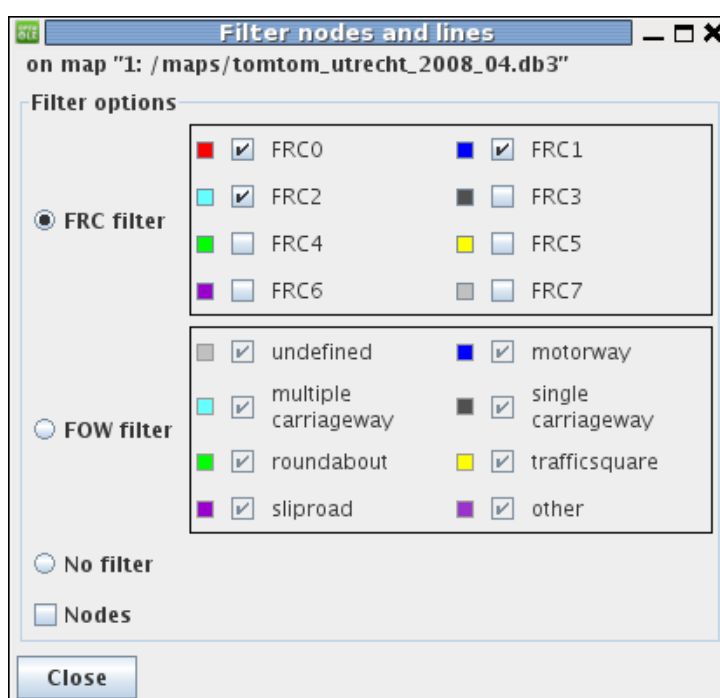 OPEN OLE Filter nodes and lines
on map "1: /maps/tomtom_utrecht_2008_04.db3"
Filter options
FRC0 FRC1
FRC2 FRC3
FRC filter
FRC4 FRC5
FRC6 FRC7
undefined motorway
multiple carriageway single carriageway
FOW filter
roundabout trafficsquare
sliproad other
No filter
Nodes
Close